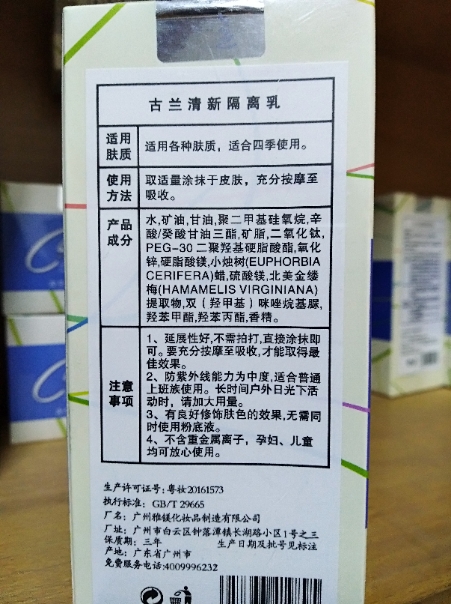 古兰清新隔离乳
适用
肤质
适用各种肤质，适合四季使用。
使用
方法
取适量涂抹于皮肤，充分按摩至
吸收。
产品
成分
水,矿油,甘油,聚二甲基硅氧烷,辛
酸/癸酸甘油三酯,矿脂,二氧化钛,
PEG-30 二聚羟基硬脂酸酯,氧化
锌,硬脂酸镁,小烛树(EUPHORBIA
CERIFERA)蜡,硫酸镁,北美金缕
梅(HAMAMELIS VIRGINIANA)
提取物,双（羟甲基）咪唑烷基脲,
羟苯甲酯,羟苯丙酯,香精。
注意
事项
1、延展性好,不需拍打,直接涂抹即
可。要充分按摩至吸收,才能取得最
佳效果。
2、防紫外线能力为中度,适合普通
上班族使用。长时间户外日光下活
动时，请加大用量。
3、有良好修饰肤色的效果,无需同
时使用粉底液。
4、不含重金属离子，孕妇、儿童
均可放心使用。
生产许可证号:粤妆20161573
执行标准：GB/T 29665
厂名：广州雅镁化妆品制造有限公司
厂址：广州市白云区钟落潭镇长湖路小区1号之三
保质期：三年 生产日期及批号见标注
产地：广东省广州市
免费服务电话:4009996232